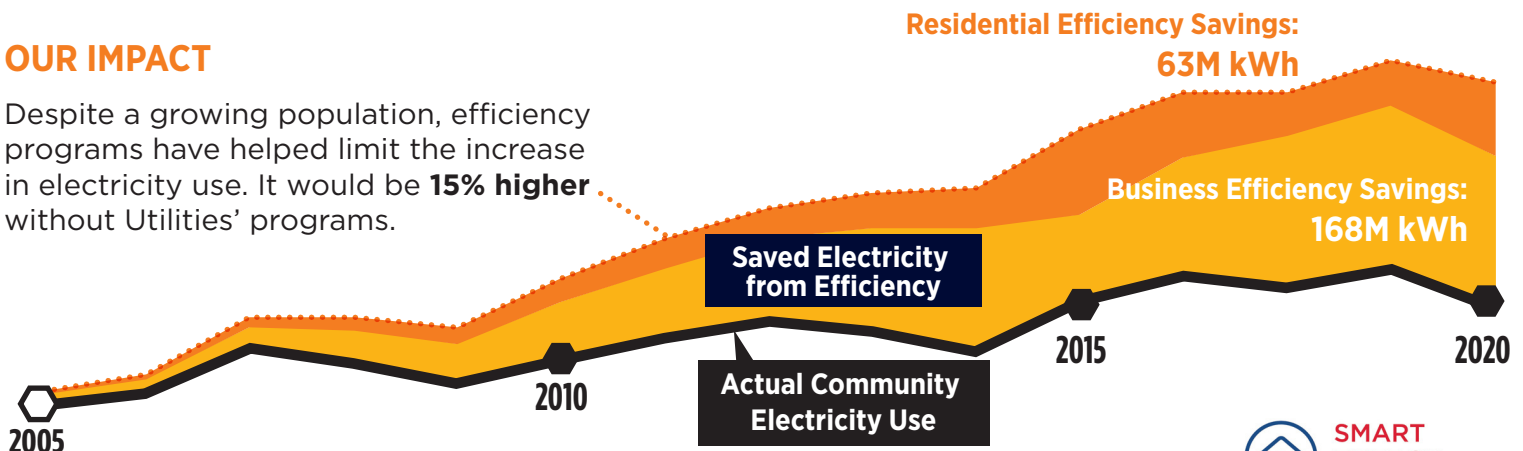 OUR IMPACT
Despite a growing population, efficiency
programs have helped limit the increase
in electricity use. It would be 15% higher
without Utilities’ programs.
Residential Efficiency Savings:
63M kWh
Business Efficiency Savings:
168M kWh
Saved Electricity
from Efficiency
Actual Community
Electricity Use
2005
2010
2015
2020
SMART